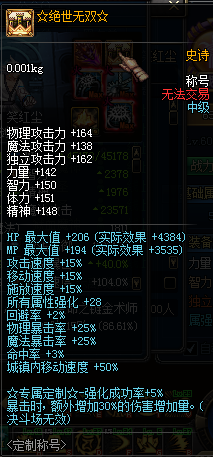 ☆绝世无双☆
0.001kg
史诗
称号
无法交易
中级
物理攻击力 +164
魔法攻击力 +138
独立攻击力 +162
力量 +142
智力 +150
体力 +151
精神 +148
HP 最大值 +206 (实际效果 +4384)
MP 最大值 +194 (实际效果 +3535)
攻击速度 +15%
移动速度 +15%
施放速度 +15%
所有属性强化 +28
回避率 +2%
物理暴击率 +25%
魔法暴击率 +25%
命中率 +3%
城镇内移动速度 +50%
☆专属定制☆-强化成功率+5%
暴击时, 额外增加30%的伤害增加量。(
决斗场无效)
<定制称号>